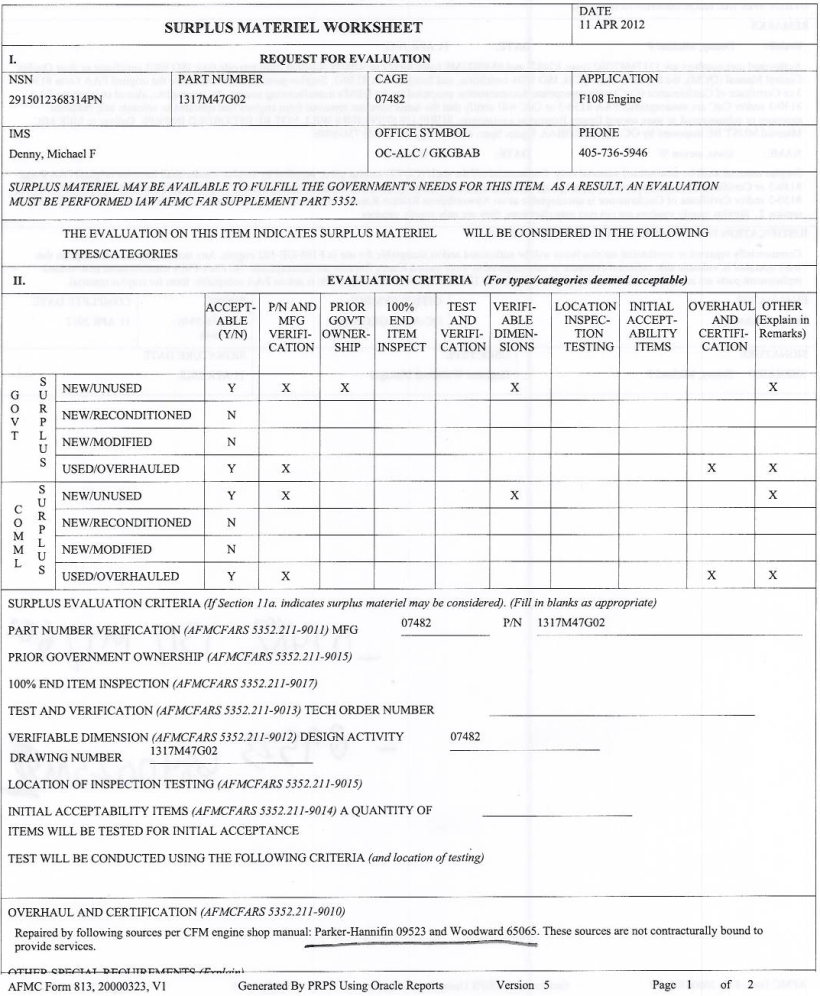 SURPLUS MATERIEL WORKSHEET
DATE
11 APR 2012
I. REQUEST FOR EVALUATION
NSN PART NUMBER CAGE APPLICATION
2915012368314PN 1317M47G02 07482 F108 Engine
IMS OFFICE SYMBOL PHONE
Denny, Michael F OC-ALC / GKGBAB 405-736-5946
SURPLUS MATERIEL MAY BE AVAILABLE TO FULFILL THE GOVERNMENT'S NEEDS FOR THIS ITEM. AS A RESULT, AN EVALUATION
MUST BE PERFORMED IAW AFMC FAR SUPPLEMENT PART 5352.
THE EVALUATION ON THIS ITEM INDICATES SURPLUS MATERIEL WILL BE CONSIDERED IN THE FOLLOWING
TYPES/CATEGORIES
II. EVALUATION CRITERIA (For types/categories deemed acceptable)
ACCEPT- P/N AND PRIOR 100% TEST VERIFI- LOCATION INITIAL OVERHAUL OTHER
ABLE MFG GOV'T END AND ABLE INSPEC- ACCEPT- AND (Explain in
(Y/N) VERIFI- OWNER- ITEM VERIFI- DIMEN- TION ABILITY CERTIFI- Remarks)
CATION SHIP INSPECT CATION SIONS TESTING ITEMS CATION
GOVT SURPLUS
NEW/UNUSED Y X X X X
NEW/RECONDITIONED N
NEW/MODIFIED N
USED/OVERHAULED Y X X X
COMML SURPLUS
NEW/UNUSED Y X X X
NEW/RECONDITIONED N
NEW/MODIFIED N
USED/OVERHAULED Y X X X
SURPLUS EVALUATION CRITERIA (If Section 11a. indicates surplus materiel may be considered). (Fill in blanks as appropriate)
PART NUMBER VERIFICATION (AFMCFARS 5352.211-9011) MFG 07482 P/N 1317M47G02
PRIOR GOVERNMENT OWNERSHIP (AFMCFARS 5352.211-9015)
100% END ITEM INSPECTION (AFMCFARS 5352.211-9017)
TEST AND VERIFICATION (AFMCFARS 5352.211-9013) TECH ORDER NUMBER
VERIFIABLE DIMENSION (AFMCFARS 5352.211-9012) DESIGN ACTIVITY 07482
DRAWING NUMBER 1317M47G02
LOCATION OF INSPECTION TESTING (AFMCFARS 5352.211-9015)
INITIAL ACCEPTABILITY ITEMS (AFMCFARS 5352.211-9014) A QUANTITY OF
ITEMS WILL BE TESTED FOR INITIAL ACCEPTANCE
TEST WILL BE CONDUCTED USING THE FOLLOWING CRITERIA (and location of testing)
OVERHAUL AND CERTIFICATION (AFMCFARS 5352.211-9010)
Repaired by following sources per CFM engine shop manual: Parker-Hannifin 09523 and Woodward 65065. These sources are not contracturally bound to
provide services.
OTHER SPECIAL REQUIREMENTS (Explain)
AFMC Form 813, 20000323, V1 Generated By PRPS Using Oracle Reports Version 5 Page 1 of 2